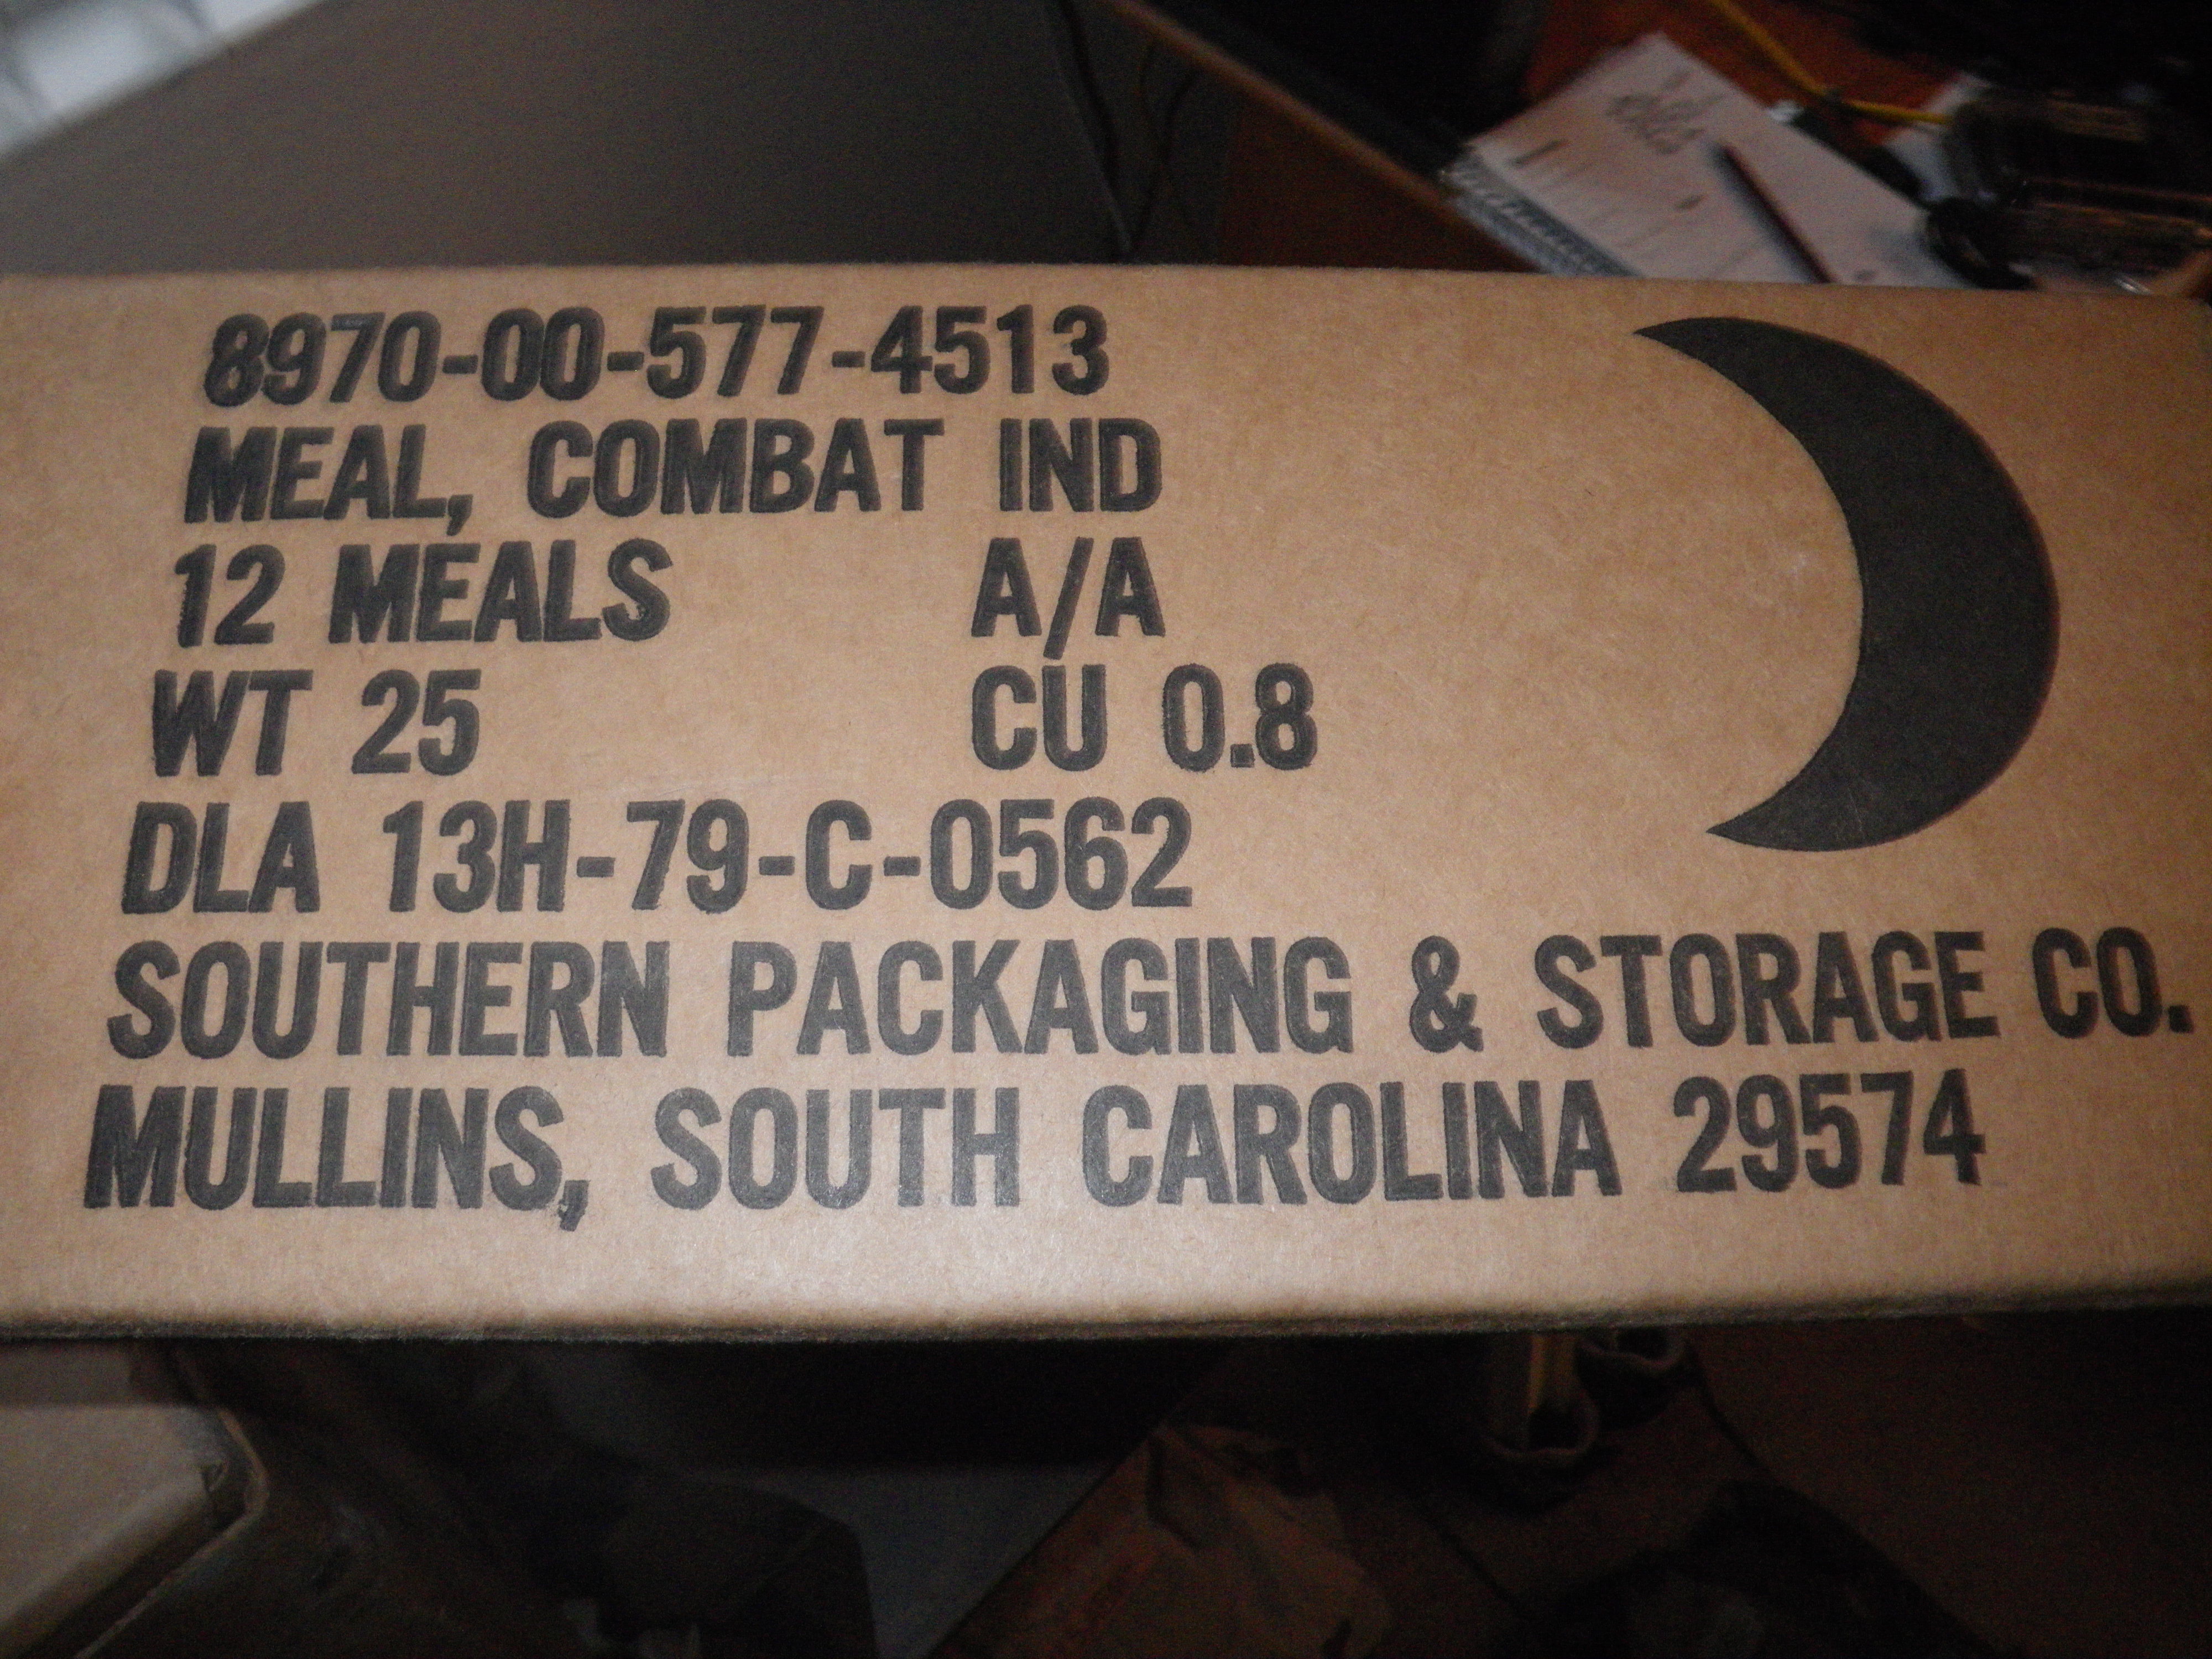 8970-00-577-4513
MEAL, COMBAT IND
12 MEALS A/A
WT 25 CU 0.8
DLA 13H-79-C-0562
SOUTHERN PACKAGING & STORAGE CO.
MULLINS, SOUTH CAROLINA 29574